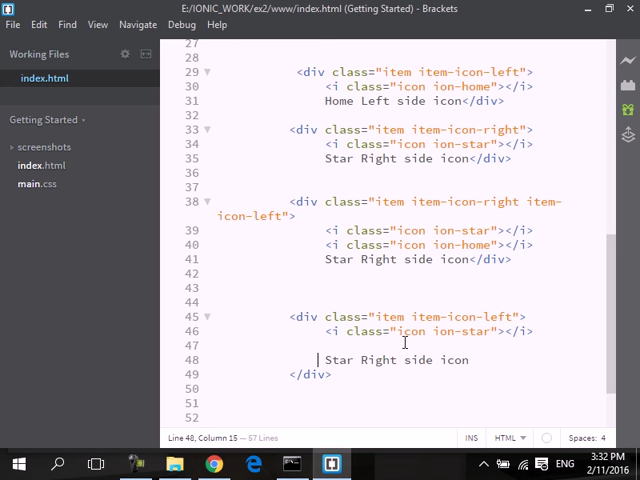 E:/IONIC_WORK/ex2/www/index.html (Getting Started) - Brackets
File Edit Find View Navigate Debug Help
Working Files
index.html
Getting Started
screenshots
index.html
main.css
27
28
29 <div class="item item-icon-left">
30 <i class="icon ion-home"></i>
31 Home Left side icon</div>
32
33 <div class="item item-icon-right">
34 <i class="icon ion-star"></i>
35 Star Right side icon</div>
36
37
38 <div class="item item-icon-right item-
icon-left">
39 <i class="icon ion-star"></i>
40 <i class="icon ion-home"></i>
41 Star Right side icon</div>
42
43
44
45 <div class="item item-icon-left">
46 <i class="icon ion-star"></i>
47
48 Star Right side icon
49 </div>
50
51
52
Line 48, Column 15 — 57 Lines INS HTML Spaces: 4
ENG 3:32 PM
2/11/2016